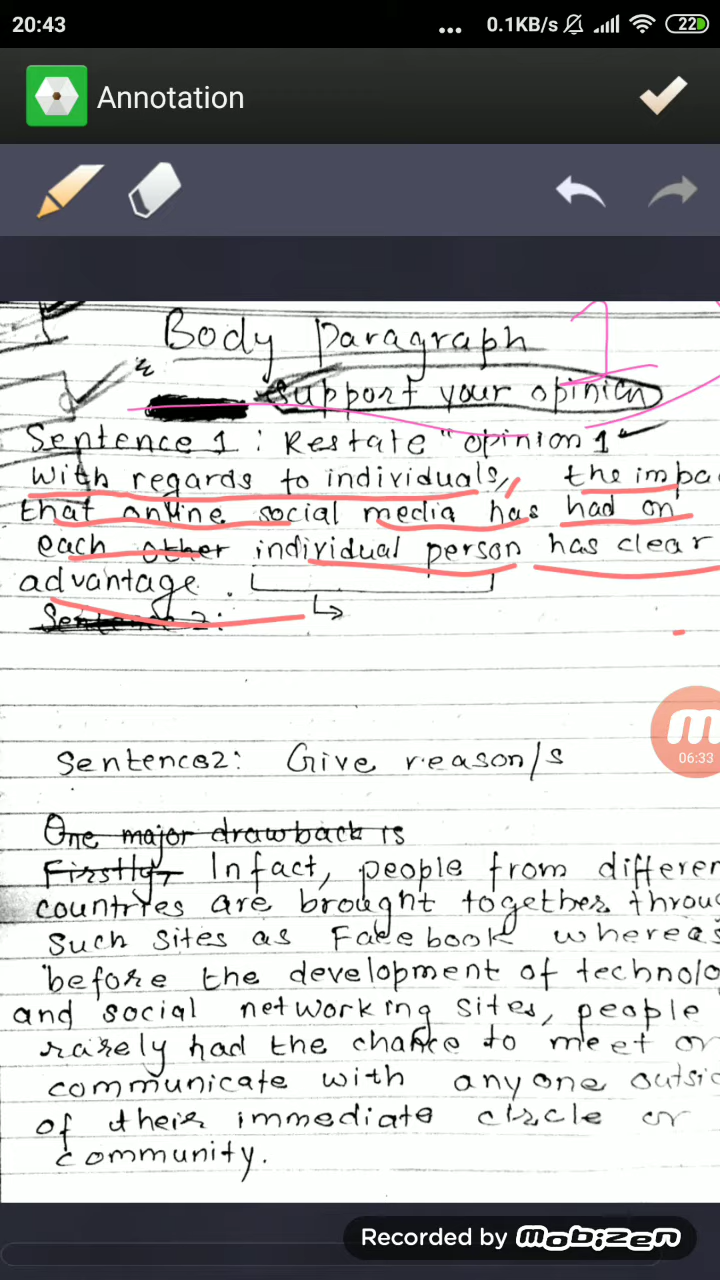 20:43
... 0.1KB/s 22
Annotation
Body Paragraph 1
Support your opinion
Sentence 1 : Restate "opinion 1"
With regards to individuals, the impa
that online social media has had on
each other individual person has clear
advantage.
Sentence 2:
M
06:33
Sentence2: Give reason/s
One major drawback is
Firstly, Infact, people from differen
countries are brought together throug
Such Sites as Facebook whereas
before the development of technolo
and social networking sites, people
rarely had the chance to meet or
communicate with anyone outsid
of their immediate circle or
community.
Recorded by mobizen